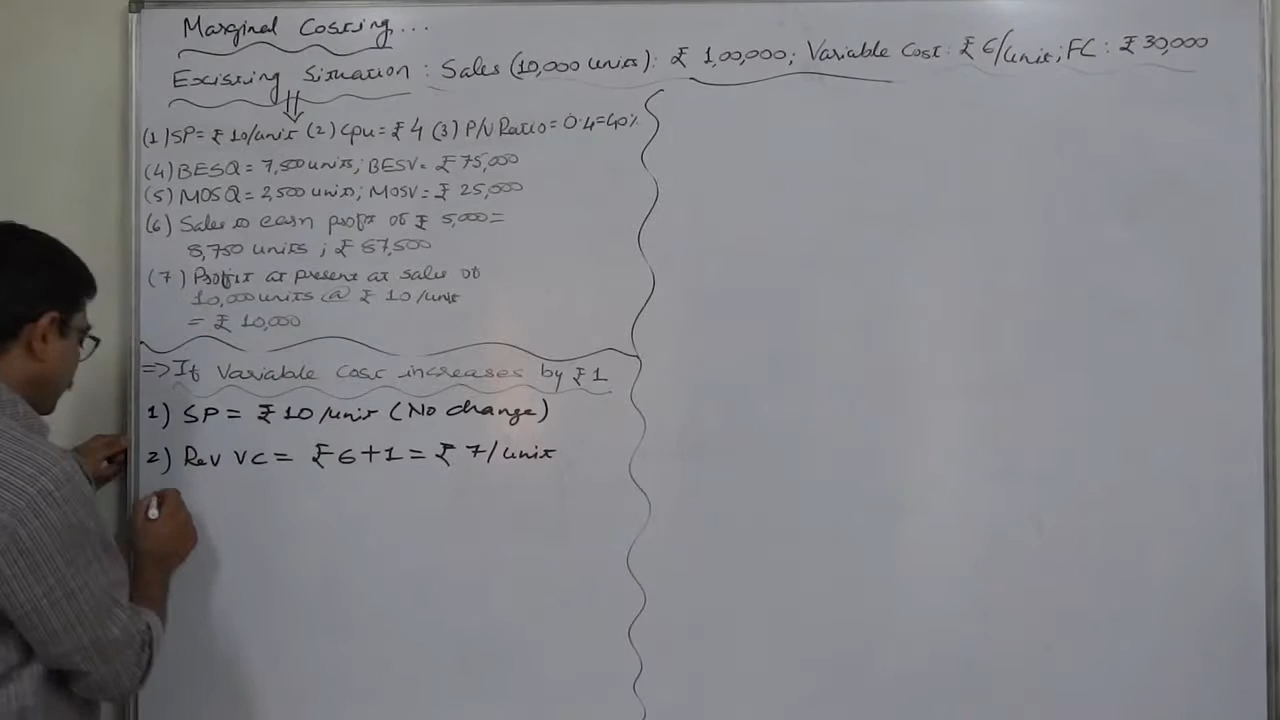 Marginal Costing...
Existing Situation: Sales (10,000 units): ₹ 1,00,000; Variable Cost: ₹ 6/unit; FC: ₹ 30,000
(1) SP= ₹ 10/unit (2) Cpu= ₹ 4 (3) P/V Ratio= 0.4=40%
(4) BESQ = 7,500 units; BESV= ₹ 75,000
(5) MOSQ = 2,500 units; MOSV= ₹ 25,000
(6) Sales to earn profit of ₹ 5,000=
8,750 units ; ₹ 87,500
(7) Profit at present at sales of
10,000 units @ ₹ 10/unit
= ₹ 10,000
=> If Variable Cost increases by ₹ 1
1) SP = ₹ 10/unit (No change)
2) Rev VC = ₹ 6+1 = ₹ 7/unit